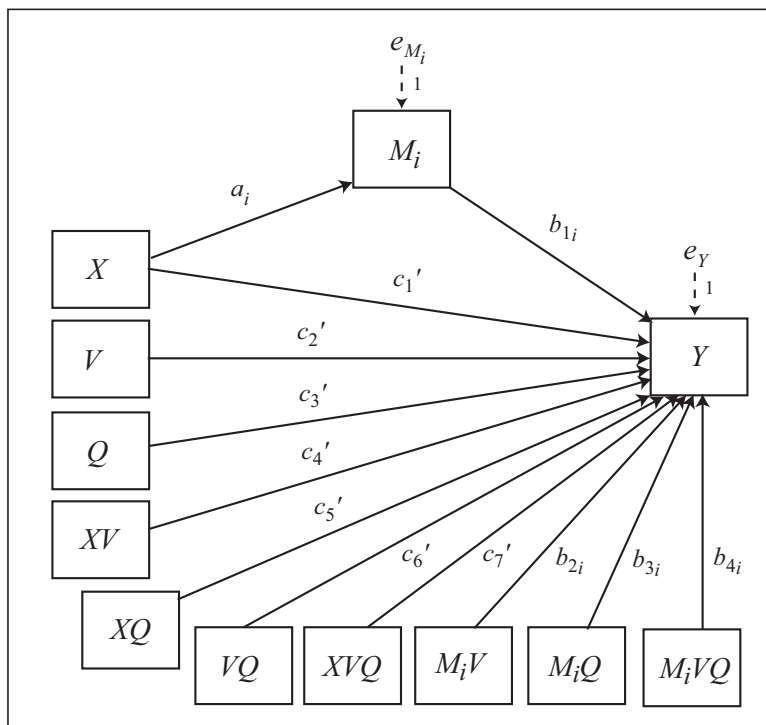 e_{M_i}
1
M_i
a_i
b_{1i}
X
e_Y
1
c_1′
V
c_2′
Y
Q
c_3′
c_4′
XV
c_5′
c_6′
c_7′
b_{2i}
b_{3i}
b_{4i}
XQ
VQ
XVQ
M_iV
M_iQ
M_iVQ